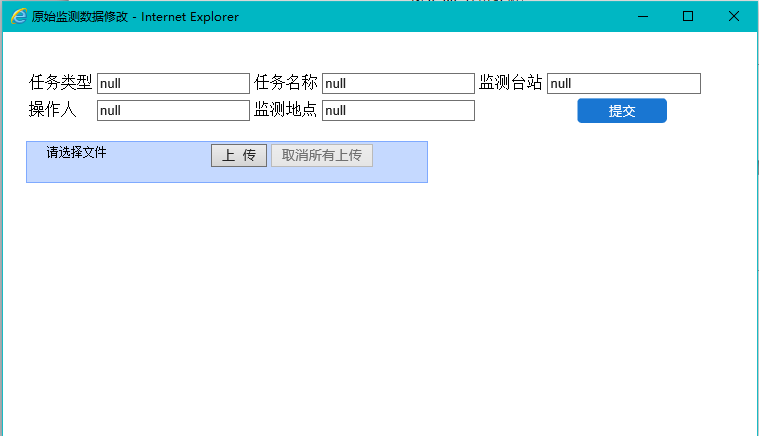 原始监测数据修改 - Internet Explorer
任务类型 null 任务名称 null 监测台站 null
操作人 null 监测地点 null 提交
请选择文件 上 传 取消所有上传